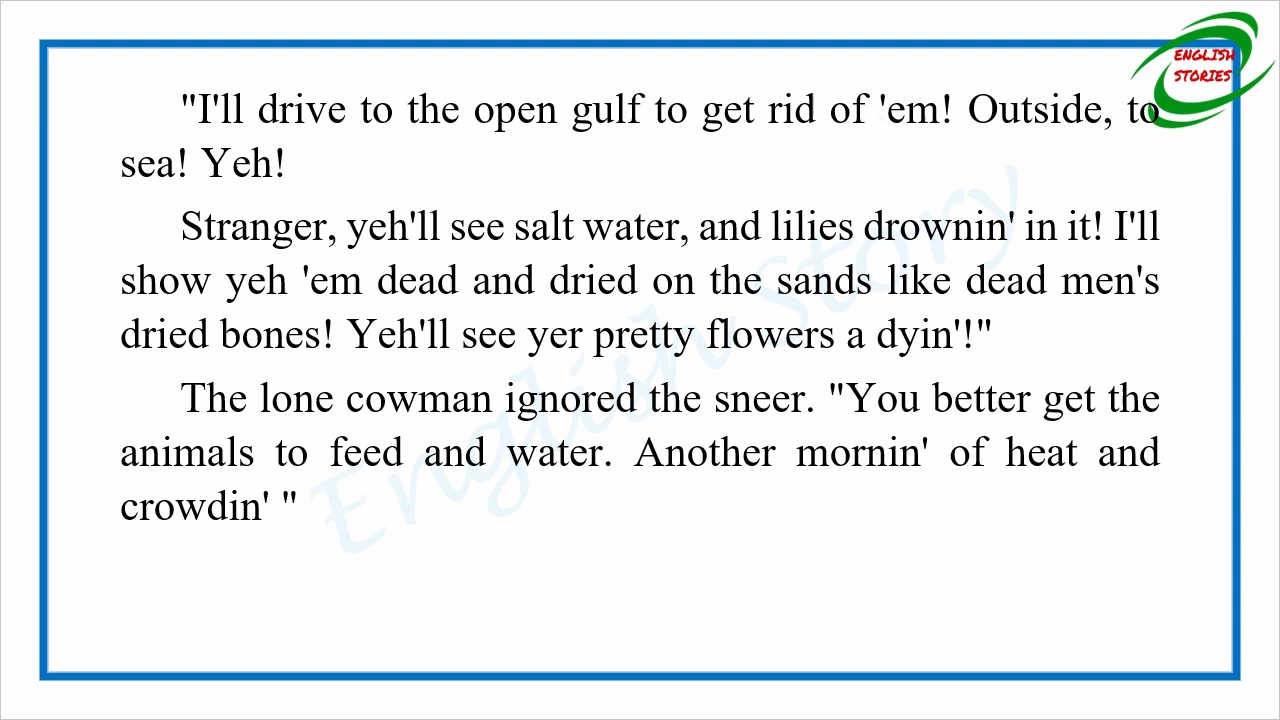 ENGLISH
STORIES
"I'll drive to the open gulf to get rid of 'em! Outside, to
sea! Yeh!
Stranger, yeh'll see salt water, and lilies drownin' in it! I'll
show yeh 'em dead and dried on the sands like dead men's
dried bones! Yeh'll see yer pretty flowers a dyin'!"
The lone cowman ignored the sneer. "You better get the
animals to feed and water. Another mornin' of heat and
crowdin' "
English Story